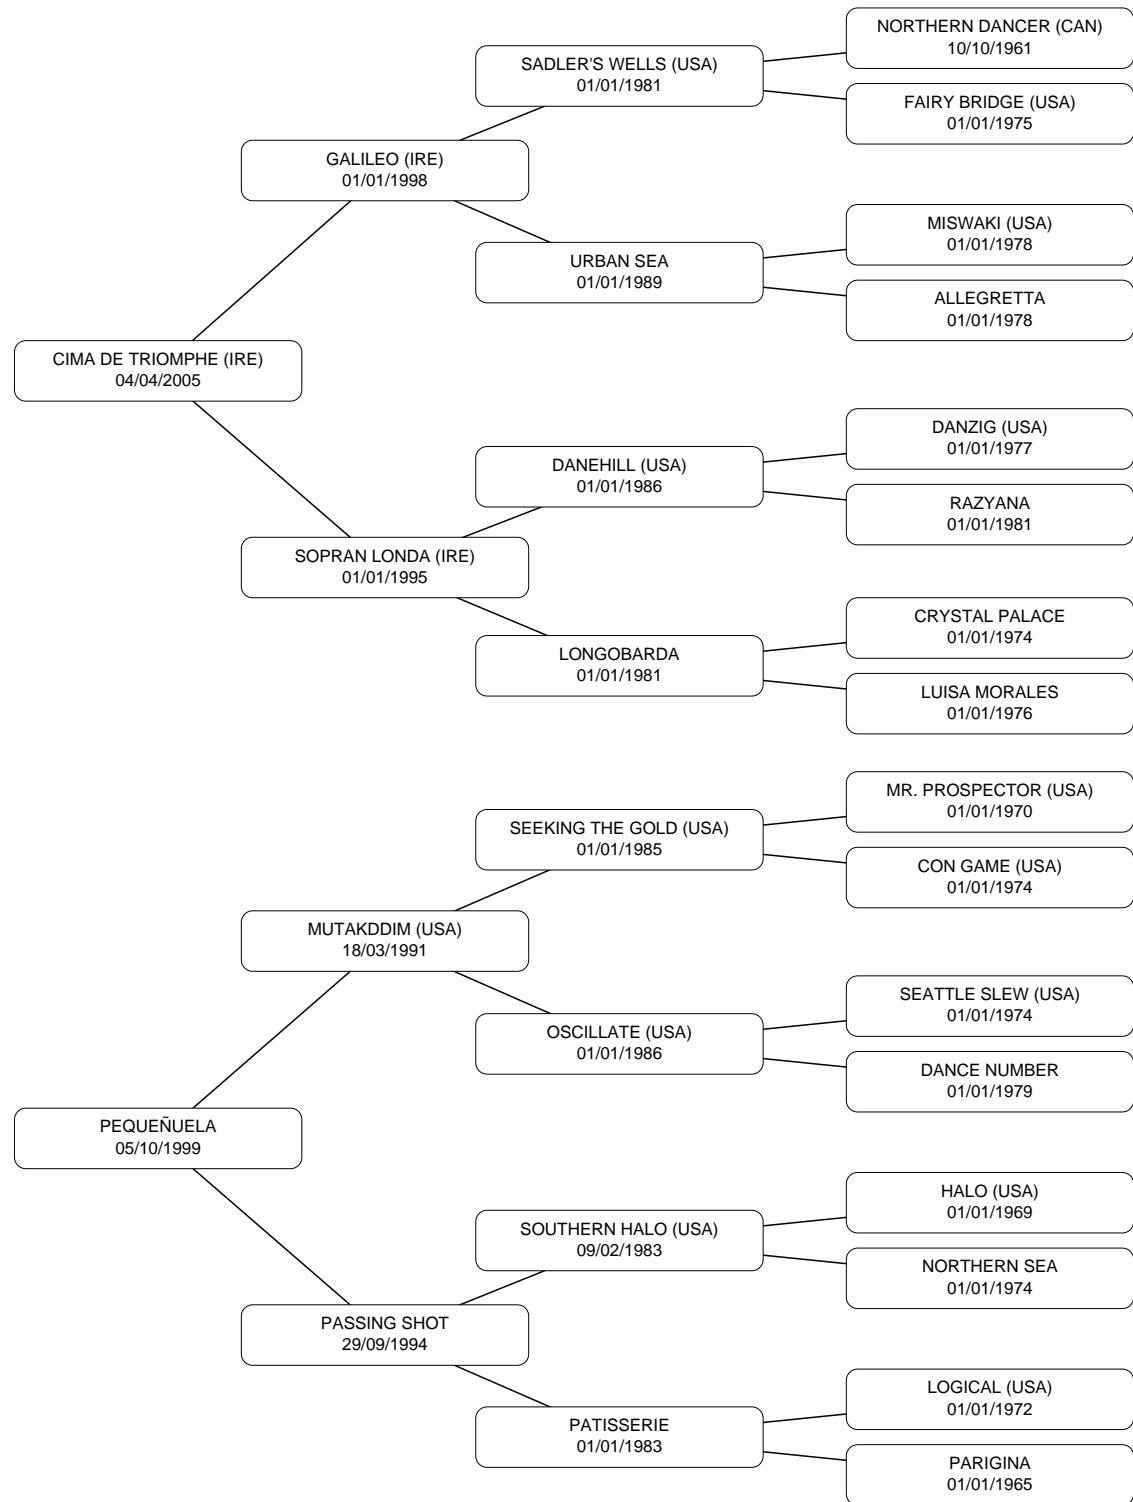 NORTHERN DANCER (CAN)
10/10/1961
SADLER'S WELLS (USA)
01/01/1981
FAIRY BRIDGE (USA)
01/01/1975
GALILEO (IRE)
01/01/1998
MISWAKI (USA)
01/01/1978
URBAN SEA
01/01/1989
ALLEGRETTA
01/01/1978
CIMA DE TRIOMPHE (IRE)
04/04/2005
DANZIG (USA)
01/01/1977
DANEHILL (USA)
01/01/1986
RAZYANA
01/01/1981
SOPRAN LONDA (IRE)
01/01/1995
CRYSTAL PALACE
01/01/1974
LONGOBARDA
01/01/1981
LUISA MORALES
01/01/1976
MR. PROSPECTOR (USA)
01/01/1970
SEEKING THE GOLD (USA)
01/01/1985
CON GAME (USA)
01/01/1974
MUTAKDDIM (USA)
18/03/1991
SEATTLE SLEW (USA)
01/01/1974
OSCILLATE (USA)
01/01/1986
DANCE NUMBER
01/01/1979
PEQUEÑUELA
05/10/1999
HALO (USA)
01/01/1969
SOUTHERN HALO (USA)
09/02/1983
NORTHERN SEA
01/01/1974
PASSING SHOT
29/09/1994
LOGICAL (USA)
01/01/1972
PATISSERIE
01/01/1983
PARIGINA
01/01/1965